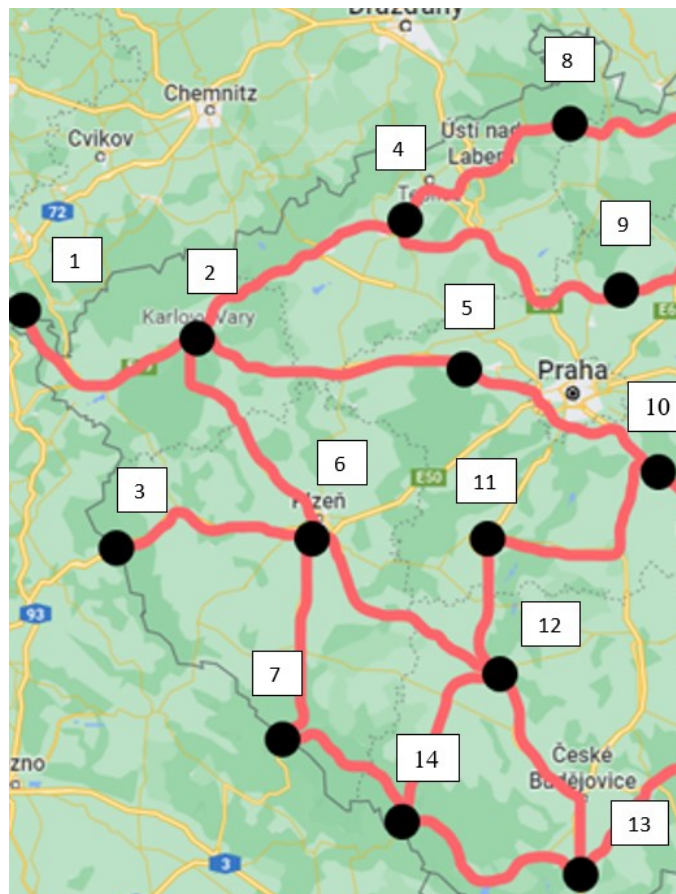 Drážďany
8
Chemnitz
4
Ústí nad
Labem
Cvikov
72
1
2
9
Karlovy Vary
5
Praha
10
6
3
Plzeň
E50
11
93
12
7
14
České
Budějovice
13
3